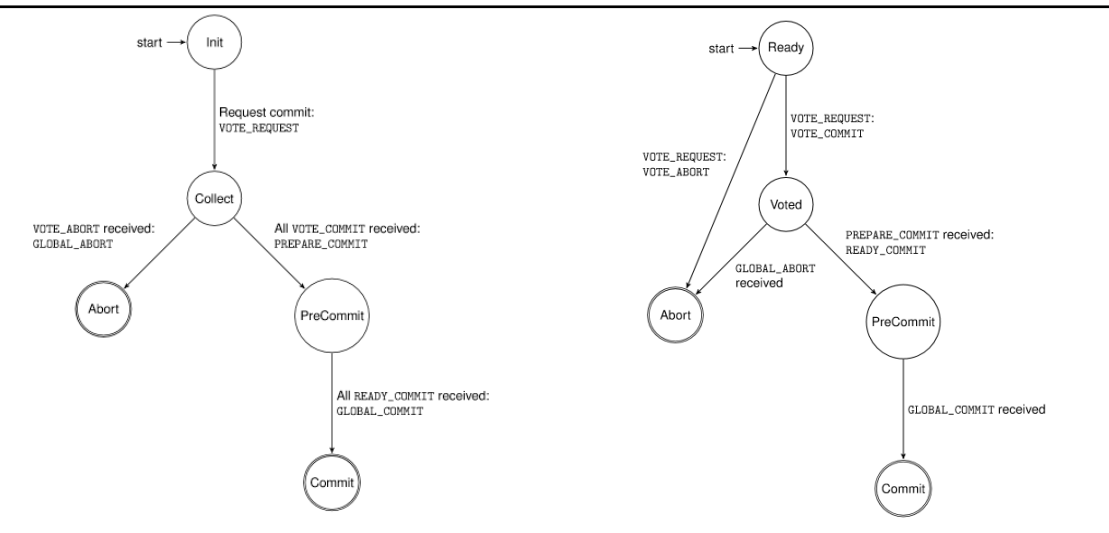 start
Init
Request commit:
VOTE_REQUEST
Collect
VOTE_ABORT received:
GLOBAL_ABORT
All VOTE_COMMIT received:
PREPARE_COMMIT
Abort
PreCommit
All READY_COMMIT received:
GLOBAL_COMMIT
Commit
start
Ready
VOTE_REQUEST:
VOTE_COMMIT
VOTE_REQUEST:
VOTE_ABORT
Voted
PREPARE_COMMIT received:
READY_COMMIT
GLOBAL_ABORT
received
Abort
PreCommit
GLOBAL_COMMIT received
Commit